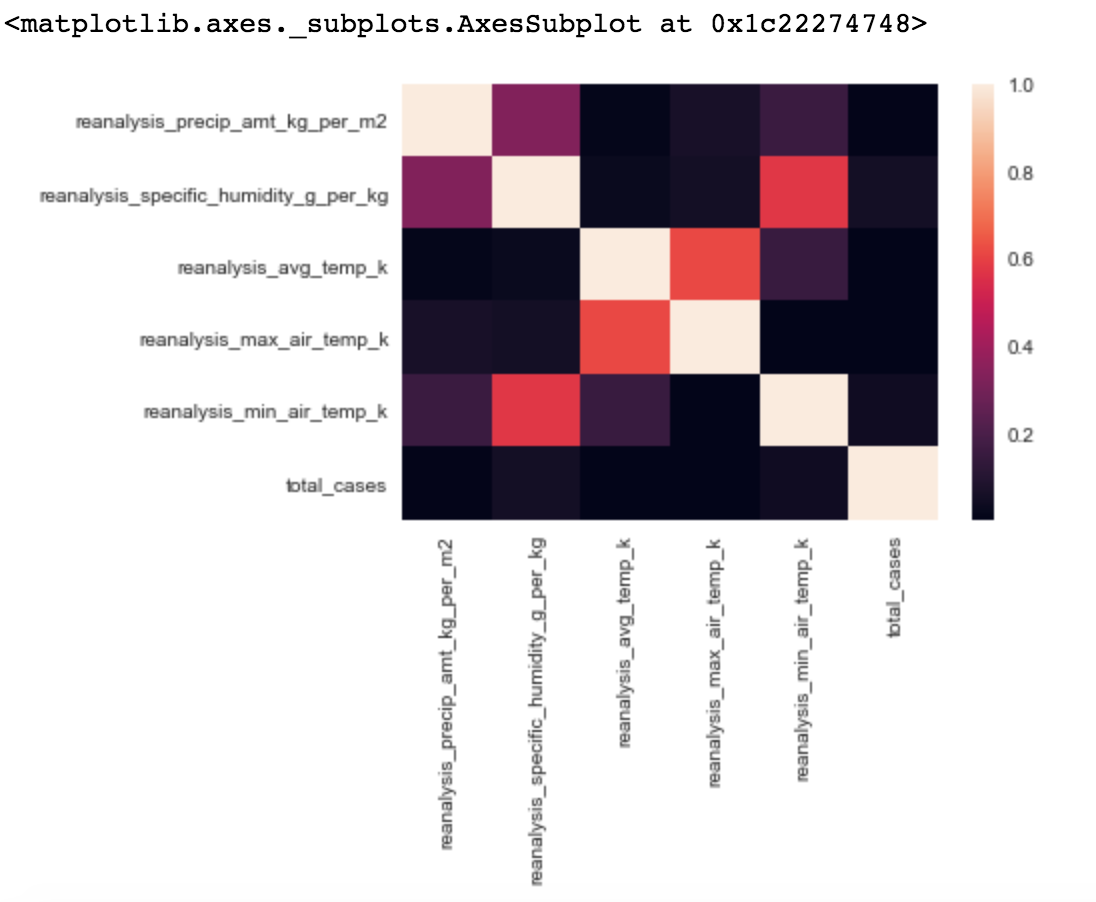 <matplotlib.axes._subplots.AxesSubplot at 0x1c22274748>
reanalysis_precip_amt_kg_per_m2
reanalysis_specific_humidity_g_per_kg
reanalysis_avg_temp_k
reanalysis_max_air_temp_k
reanalysis_min_air_temp_k
total_cases
1.0
0.8
0.6
0.4
0.2
reanalysis_precip_amt_kg_per_m2
reanalysis_specific_humidity_g_per_kg
reanalysis_avg_temp_k
reanalysis_max_air_temp_k
reanalysis_min_air_temp_k
total_cases